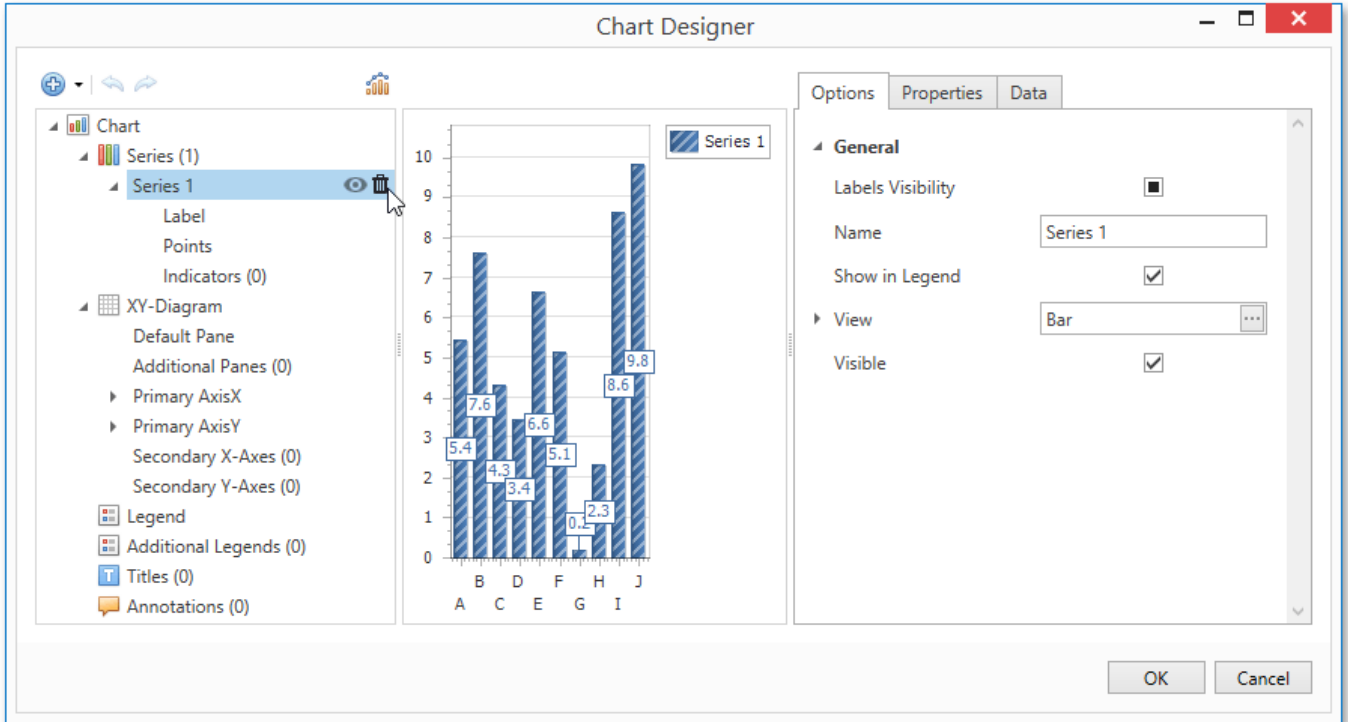 Chart Designer
Options Properties Data
Chart
Series (1)
Series 1
Label
Points
Indicators (0)
XY-Diagram
Default Pane
Additional Panes (0)
Primary AxisX
Primary AxisY
Secondary X-Axes (0)
Secondary Y-Axes (0)
Legend
Additional Legends (0)
T Titles (0)
Annotations (0)
Series 1
10
9
8
7
6
5
4
3
2
1
0
5.4
7.6
4.3
3.4
6.6
5.1
2.3
8.6
9.8
B D F H J
A C E G I
General
Labels Visibility
Name Series 1
Show in Legend
View Bar ...
Visible
OK Cancel